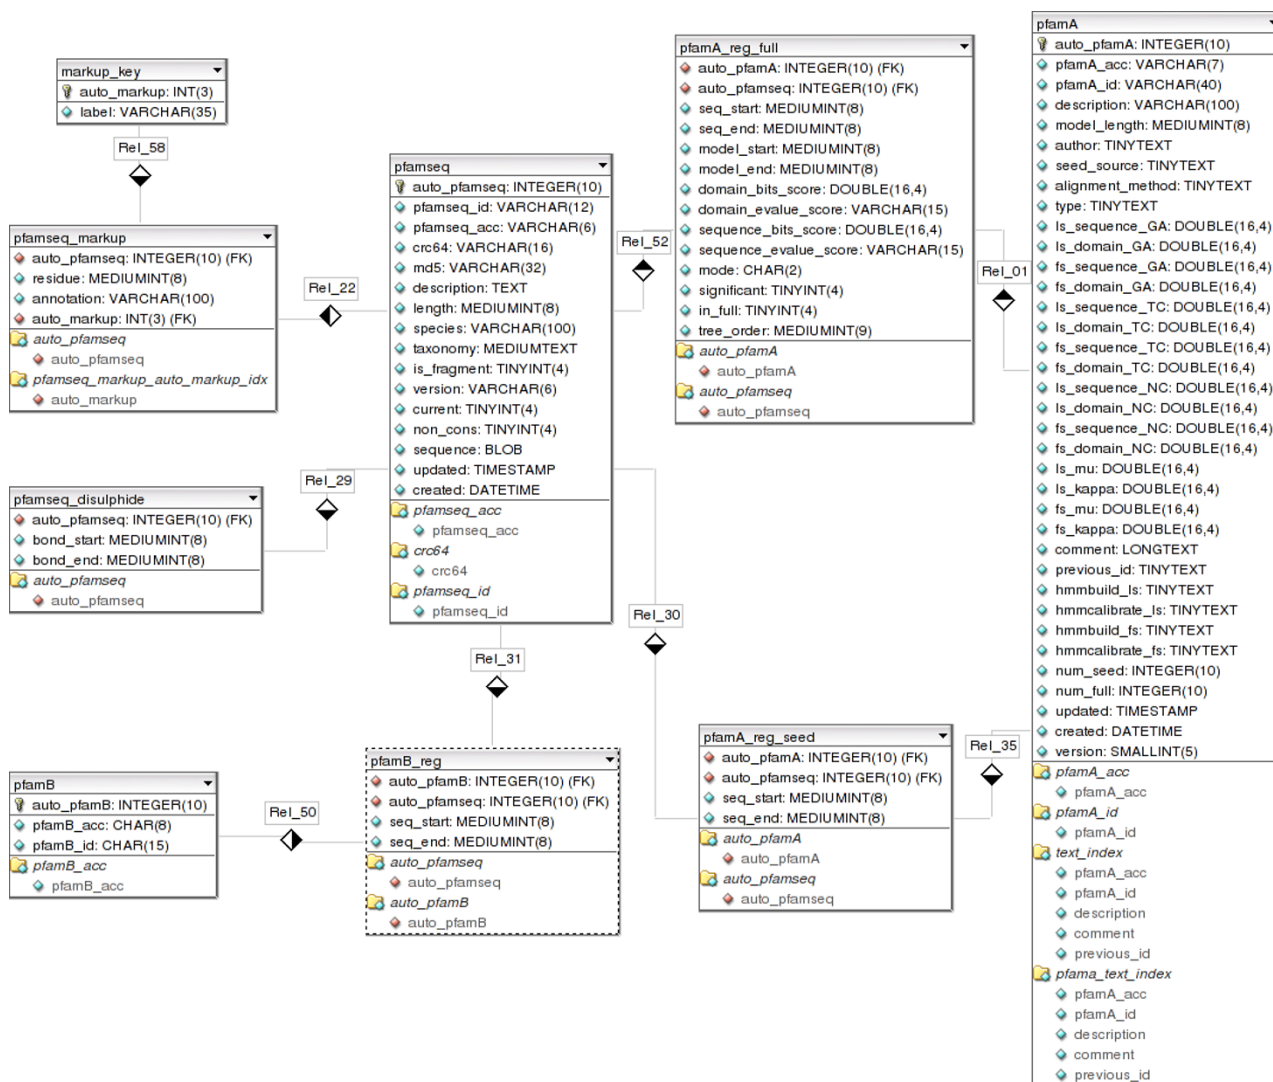 markup_key
auto_markup: INT(3)
label: VARCHAR(35)
Rel_58
pfamseq_markup
auto_pfamseq: INTEGER(10) (FK)
residue: MEDIUMINT(8)
annotation: VARCHAR(100)
auto_markup: INT(3) (FK)
auto_pfamseq
auto_pfamseq
pfamseq_markup_auto_markup_idx
auto_markup
Rel_22
pfamseq_disulphide
auto_pfamseq: INTEGER(10) (FK)
bond_start: MEDIUMINT(8)
bond_end: MEDIUMINT(8)
auto_pfamseq
auto_pfamseq
Rel_29
pfamB
auto_pfamB: INTEGER(10)
pfamB_acc: CHAR(8)
pfamB_id: CHAR(15)
pfamB_acc
pfamB_acc
Rel_50
pfamseq
auto_pfamseq: INTEGER(10)
pfamseq_id: VARCHAR(12)
pfamseq_acc: VARCHAR(6)
crc64: VARCHAR(16)
md5: VARCHAR(32)
description: TEXT
length: MEDIUMINT(8)
species: VARCHAR(100)
taxonomy: MEDIUMTEXT
is_fragment: TINYINT(4)
version: VARCHAR(6)
current: TINYINT(4)
non_cons: TINYINT(4)
sequence: BLOB
updated: TIMESTAMP
created: DATETIME
pfamseq_acc
pfamseq_acc
crc64
crc64
pfamseq_id
pfamseq_id
Rel_31
pfamB_reg
auto_pfamB: INTEGER(10) (FK)
auto_pfamseq: INTEGER(10) (FK)
seq_start: MEDIUMINT(8)
seq_end: MEDIUMINT(8)
auto_pfamseq
auto_pfamseq
auto_pfamB
auto_pfamB
Rel_52
Rel_30
pfamA_reg_full
auto_pfamA: INTEGER(10) (FK)
auto_pfamseq: INTEGER(10) (FK)
seq_start: MEDIUMINT(8)
seq_end: MEDIUMINT(8)
model_start: MEDIUMINT(8)
model_end: MEDIUMINT(8)
domain_bits_score: DOUBLE(16,4)
domain_evalue_score: VARCHAR(15)
sequence_bits_score: DOUBLE(16,4)
sequence_evalue_score: VARCHAR(15)
mode: CHAR(2)
significant: TINYINT(4)
in_full: TINYINT(4)
tree_order: MEDIUMINT(9)
auto_pfamA
auto_pfamA
auto_pfamseq
auto_pfamseq
Rel_01
pfamA_reg_seed
auto_pfamA: INTEGER(10) (FK)
auto_pfamseq: INTEGER(10) (FK)
seq_start: MEDIUMINT(8)
seq_end: MEDIUMINT(8)
auto_pfamA
auto_pfamA
auto_pfamseq
auto_pfamseq
Rel_35
pfamA
auto_pfamA: INTEGER(10)
pfamA_acc: VARCHAR(7)
pfamA_id: VARCHAR(40)
description: VARCHAR(100)
model_length: MEDIUMINT(8)
author: TINYTEXT
seed_source: TINYTEXT
alignment_method: TINYTEXT
type: TINYTEXT
ls_sequence_GA: DOUBLE(16,4)
ls_domain_GA: DOUBLE(16,4)
fs_sequence_GA: DOUBLE(16,4)
fs_domain_GA: DOUBLE(16,4)
ls_sequence_TC: DOUBLE(16,4)
ls_domain_TC: DOUBLE(16,4)
fs_sequence_TC: DOUBLE(16,4)
fs_domain_TC: DOUBLE(16,4)
ls_sequence_NC: DOUBLE(16,4)
ls_domain_NC: DOUBLE(16,4)
fs_sequence_NC: DOUBLE(16,4)
fs_domain_NC: DOUBLE(16,4)
ls_mu: DOUBLE(16,4)
ls_kappa: DOUBLE(16,4)
fs_mu: DOUBLE(16,4)
fs_kappa: DOUBLE(16,4)
comment: LONGTEXT
previous_id: TINYTEXT
hmmbuild_ls: TINYTEXT
hmmcalibrate_ls: TINYTEXT
hmmbuild_fs: TINYTEXT
hmmcalibrate_fs: TINYTEXT
num_seed: INTEGER(10)
num_full: INTEGER(10)
updated: TIMESTAMP
created: DATETIME
version: SMALLINT(5)
pfamA_acc
pfamA_acc
pfamA_id
pfamA_id
text_index
pfamA_acc
pfamA_id
description
comment
previous_id
pfama_text_index
pfamA_acc
pfamA_id
description
comment
previous_id